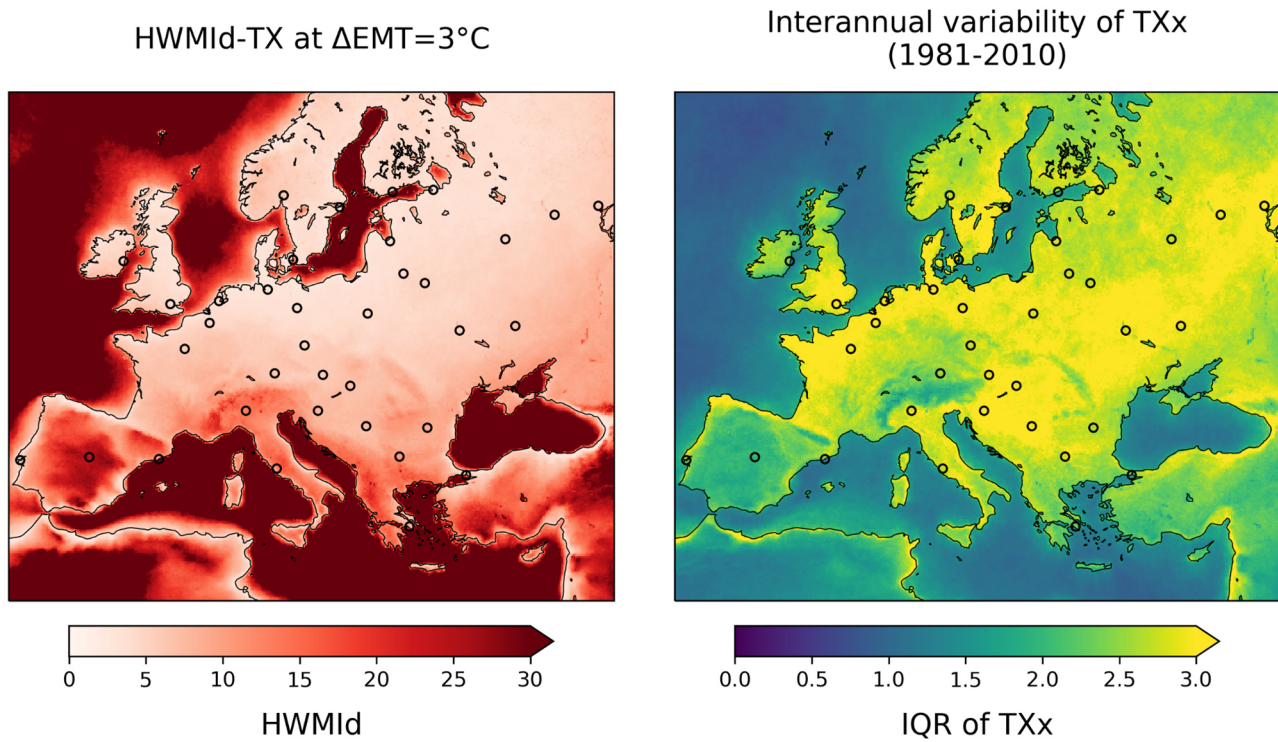 HWMId-TX at ΔEMT=3°C
Interannual variability of TXx
(1981-2010)
0 5 10 15 20 25 30
HWMId
0.0 0.5 1.0 1.5 2.0 2.5 3.0
IQR of TXx